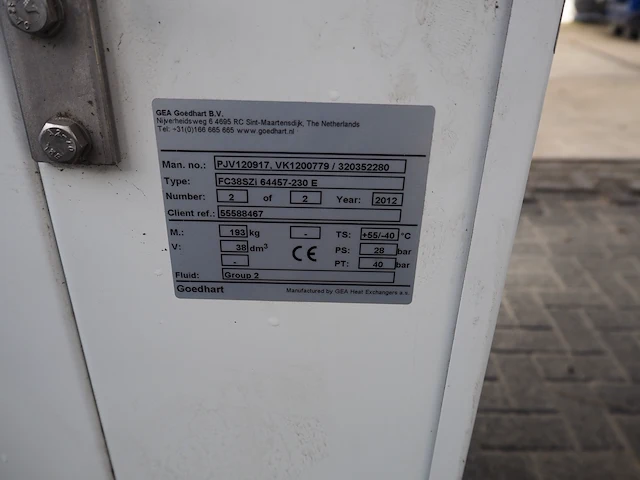 GEA Goedhart B.V.
Nijverheidsweg 6 4695 RC Sint-Maartensdijk, The Netherlands
Tel: +31(0)166 665 665 www.goedhart.nl
Man. no.: PJV120917, VK1200779 / 320352280
Type: FC38SZi 64457-230 E
Number: 2 of 2 Year: 2012
Client ref.: 55588467
M.: 193 kg - TS: +55/-40 °C
V: 38 dm³ CE PS: 28 bar
- PT: 40 bar
Fluid: Group 2
Goedhart Manufactured by GEA Heat Exchangers a.s.